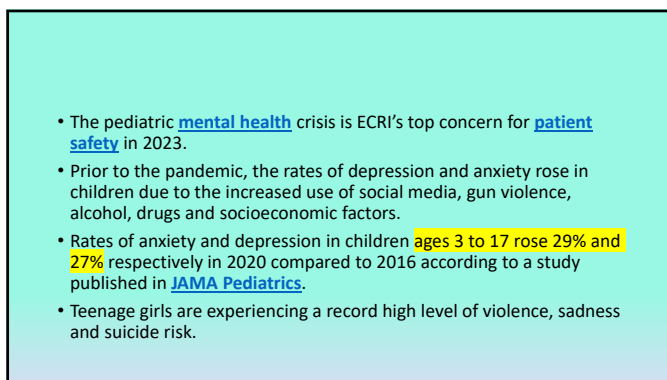 • The pediatric mental health crisis is ECRI's top concern for patient
safety in 2023.
• Prior to the pandemic, the rates of depression and anxiety rose in
children due to the increased use of social media, gun violence,
alcohol, drugs and socioeconomic factors.
• Rates of anxiety and depression in children ages 3 to 17 rose 29% and
27% respectively in 2020 compared to 2016 according to a study
published in JAMA Pediatrics.
• Teenage girls are experiencing a record high level of violence, sadness
and suicide risk.